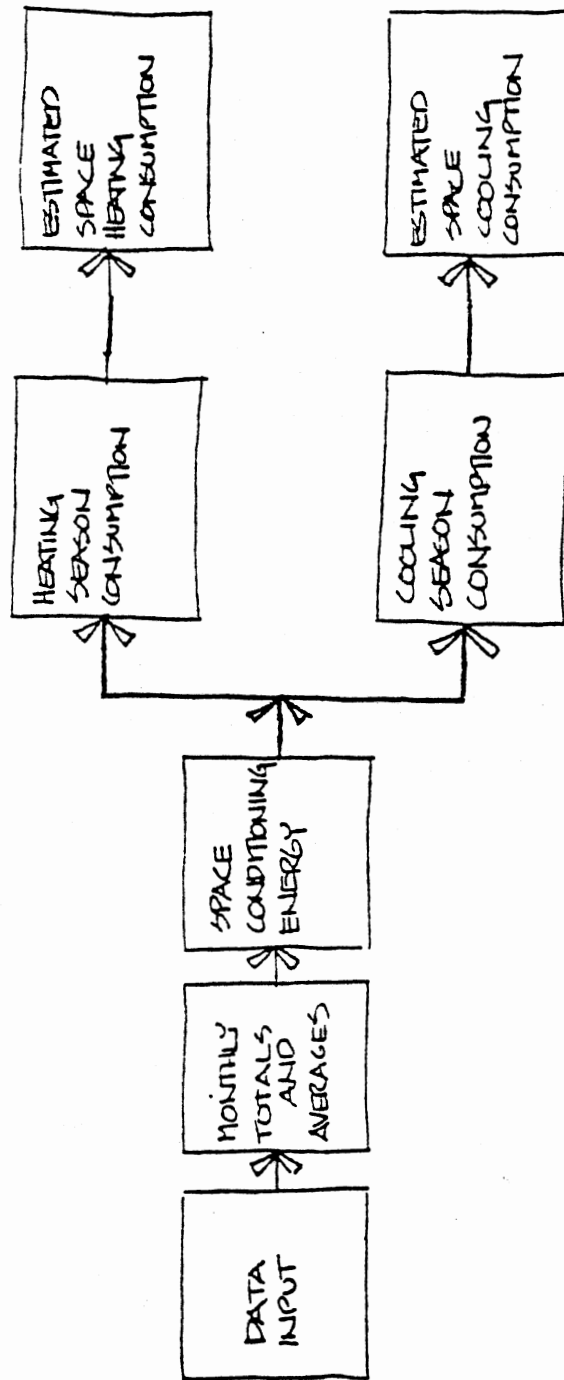 DATA
INPUT
MONTHLY
TOTALS
AND
AVERAGES
SPACE
CONDITIONING
ENERGY
HEATING
SEASON
CONSUMPTION
ESTIMATED
SPACE
HEATING
CONSUMPTION
COOLING
SEASON
CONSUMPTION
ESTIMATED
SPACE
COOLING
CONSUMPTION